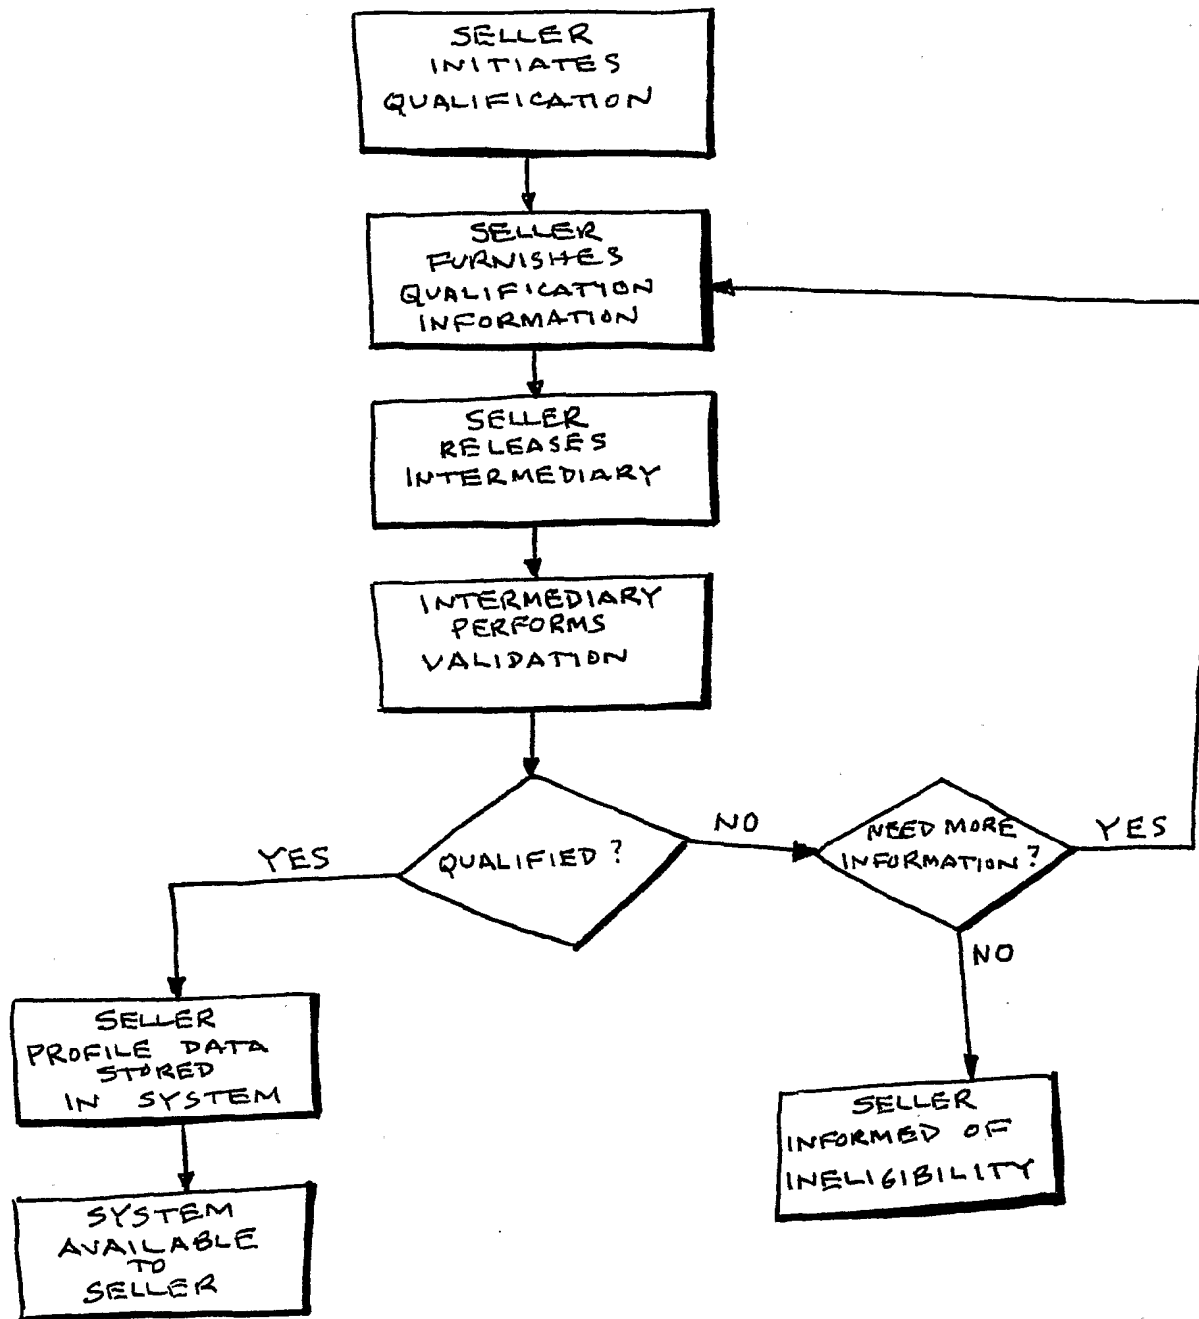 SELLER
INITIATES
QUALIFICATION
SELLER
FURNISHES
QUALIFICATION
INFORMATION
SELLER
RELEASES
INTERMEDIARY
INTERMEDIARY
PERFORMS
VALIDATION
QUALIFIED?
NO
NEED MORE
INFORMATION?
YES
YES
NO
SELLER
PROFILE DATA
STORED
IN SYSTEM
SELLER
INFORMED OF
INELIGIBILITY
SYSTEM
AVAILABLE
TO
SELLER